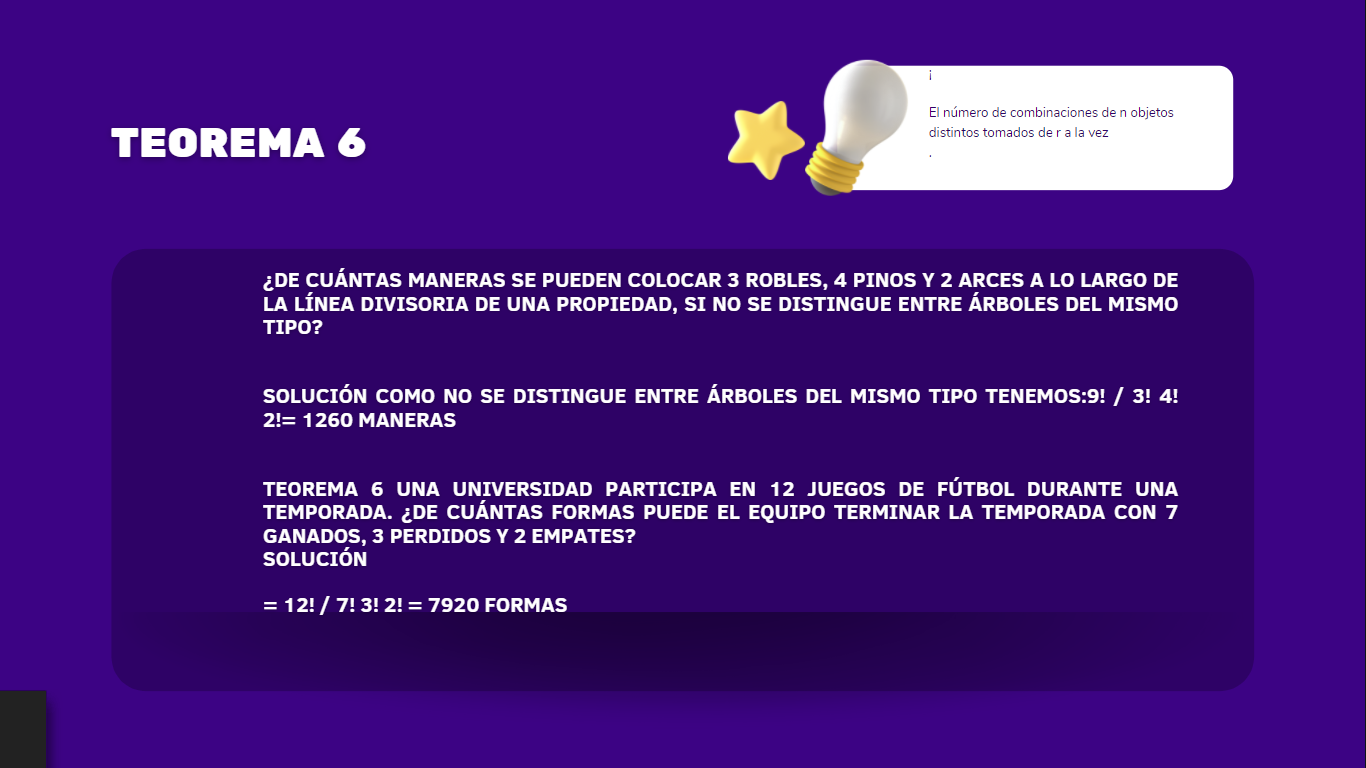 TEOREMA 6
¡
El número de combinaciones de n objetos
distintos tomados de r a la vez
.
¿DE CUÁNTAS MANERAS SE PUEDEN COLOCAR 3 ROBLES, 4 PINOS Y 2 ARCES A LO LARGO DE
LA LÍNEA DIVISORIA DE UNA PROPIEDAD, SI NO SE DISTINGUE ENTRE ÁRBOLES DEL MISMO
TIPO?
SOLUCIÓN COMO NO SE DISTINGUE ENTRE ÁRBOLES DEL MISMO TIPO TENEMOS:9! / 3! 4!
2!= 1260 MANERAS
TEOREMA 6 UNA UNIVERSIDAD PARTICIPA EN 12 JUEGOS DE FÚTBOL DURANTE UNA
TEMPORADA. ¿DE CUÁNTAS FORMAS PUEDE EL EQUIPO TERMINAR LA TEMPORADA CON 7
GANADOS, 3 PERDIDOS Y 2 EMPATES?
SOLUCIÓN
= 12! / 7! 3! 2! = 7920 FORMAS